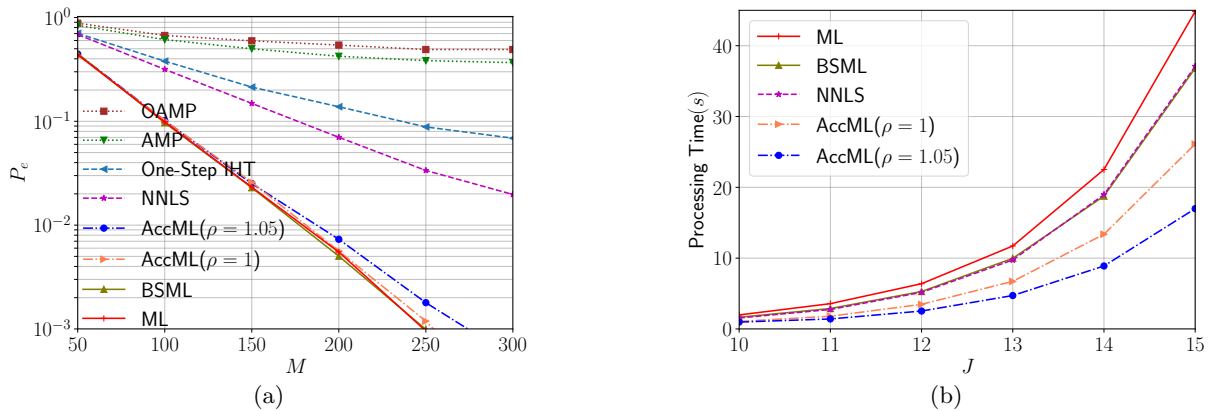 10⁰
10⁻¹
10⁻²
10⁻³
P_e
OAMP
AMP
One-Step IHT
NNLS
AccML(ρ = 1.05)
AccML(ρ = 1)
BSML
ML
50 100 150 200 250 300
M
(a)
40
30
20
10
0
Processing Time(s)
ML
BSML
NNLS
AccML(ρ = 1)
AccML(ρ = 1.05)
10 11 12 13 14 15
J
(b)